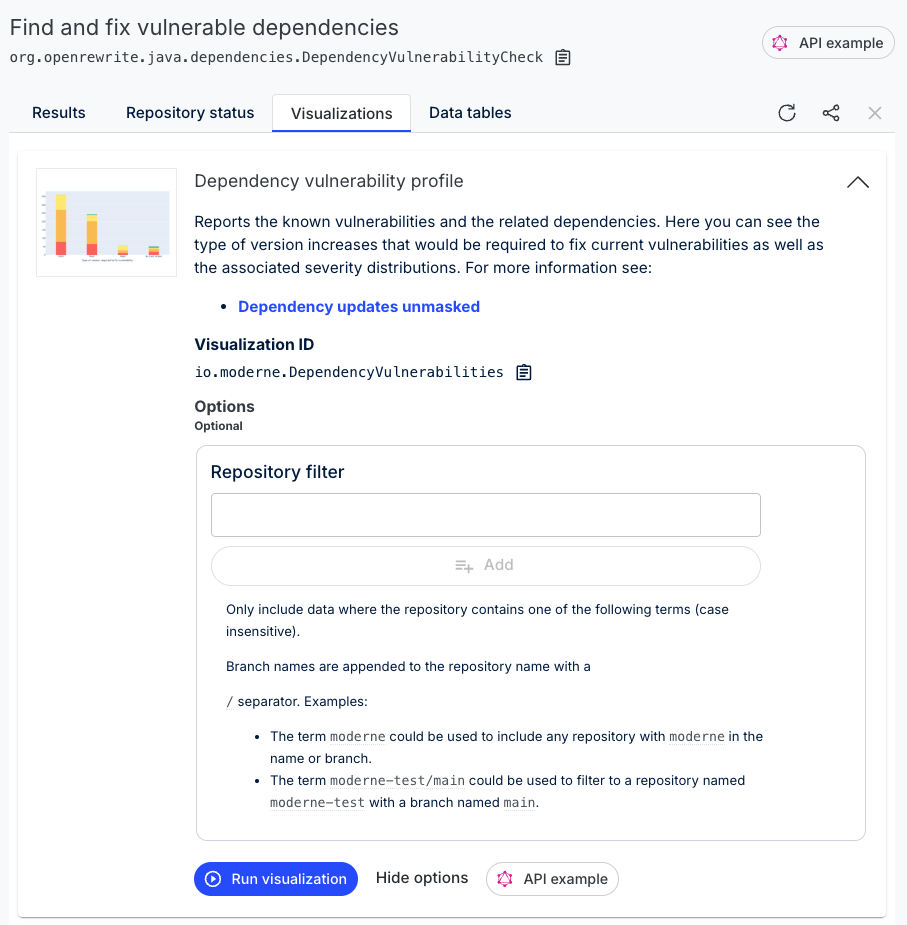 Find and fix vulnerable dependencies
org.openrewrite.java.dependencies.DependencyVulnerabilityCheck
API example
Results
Repository status
Visualizations
Data tables
Dependency vulnerability profile
Reports the known vulnerabilities and the related dependencies. Here you can see the
type of version increases that would be required to fix current vulnerabilities as well as
the associated severity distributions. For more information see:
• Dependency updates unmasked
Visualization ID
io.moderne.DependencyVulnerabilities
Options
Optional
Repository filter
Add
Only include data where the repository contains one of the following terms (case
insensitive).
Branch names are appended to the repository name with a
/ separator. Examples:
• The term moderne could be used to include any repository with moderne in the
name or branch.
• The term moderne-test/main could be used to filter to a repository named
moderne-test with a branch named main.
Run visualization
Hide options
API example